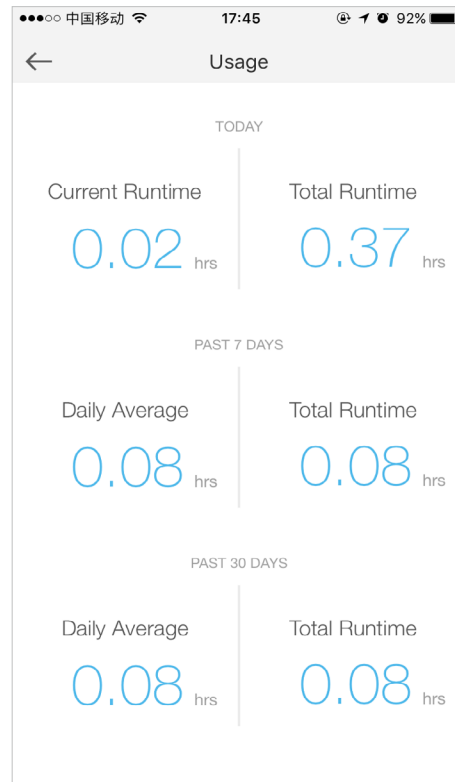 中国移动 17:45 92%
Usage
TODAY
Current Runtime Total Runtime
0.02 hrs 0.37 hrs
PAST 7 DAYS
Daily Average Total Runtime
0.08 hrs 0.08 hrs
PAST 30 DAYS
Daily Average Total Runtime
0.08 hrs 0.08 hrs